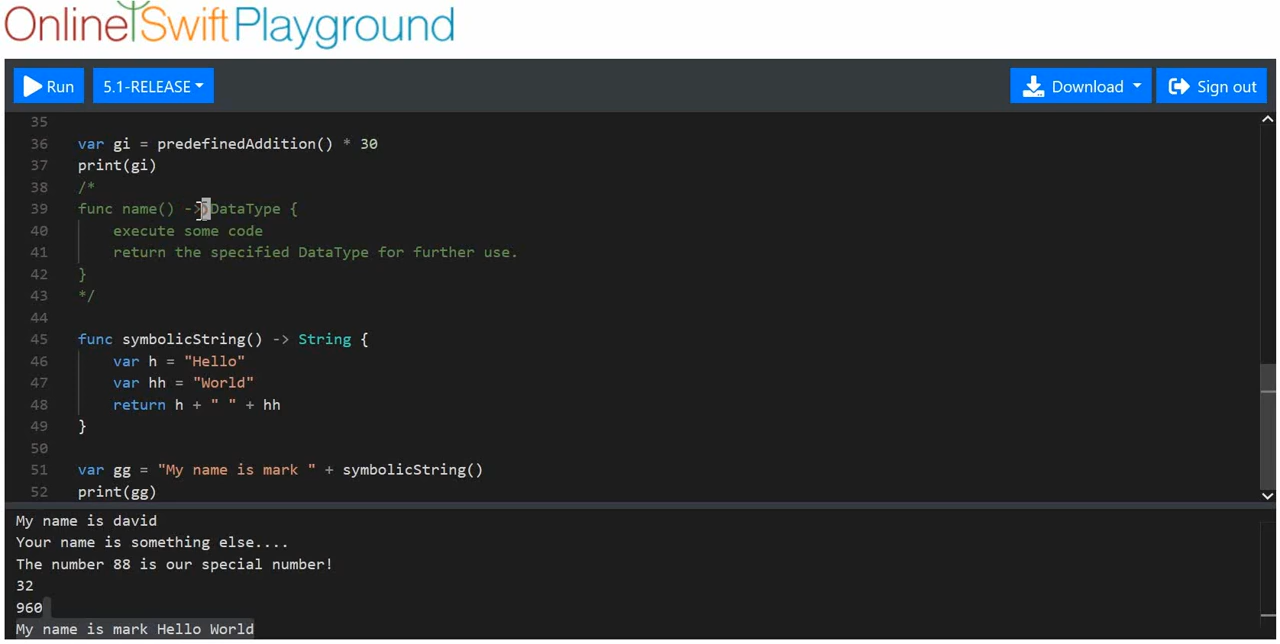 Online Swift Playground
Run 5.1-RELEASE Download Sign out
35
36 var gi = predefinedAddition() * 30
37 print(gi)
38 /*
39 func name() -> DataType {
40 execute some code
41 return the specified DataType for further use.
42 }
43 */
44
45 func symbolicString() -> String {
46 var h = "Hello"
47 var hh = "World"
48 return h + " " + hh
49 }
50
51 var gg = "My name is mark " + symbolicString()
52 print(gg)
My name is david
Your name is something else....
The number 88 is our special number!
32
960
My name is mark Hello World